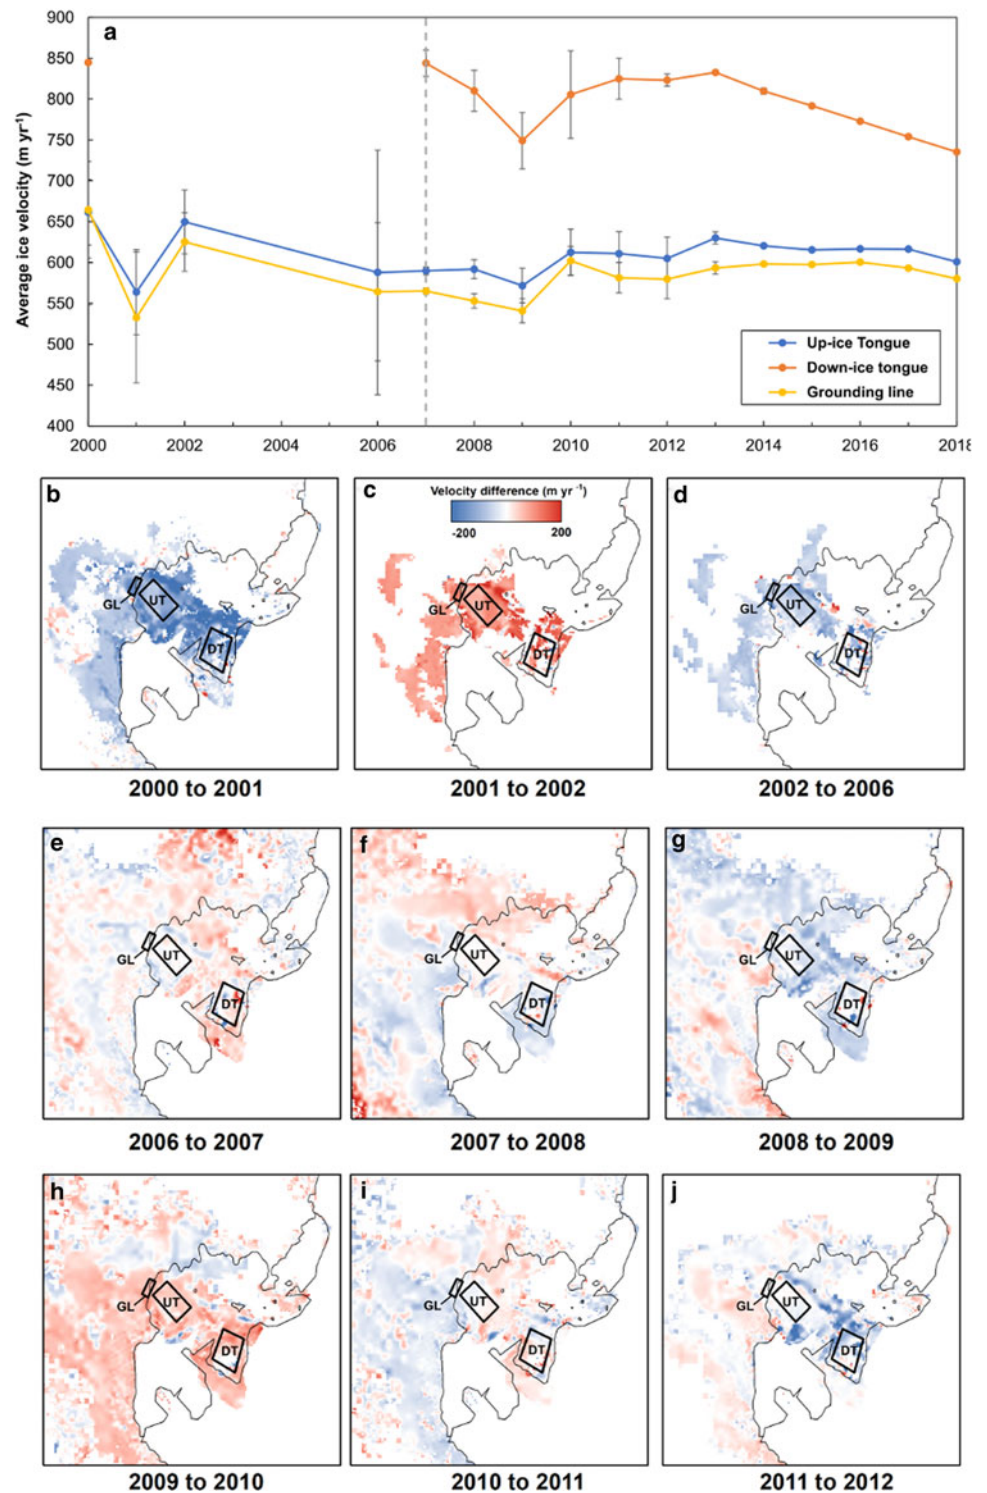 a
900
850
800
750
700
650
600
550
500
450
400
Average ice velocity (m yr⁻¹)
Up-ice Tongue
Down-ice tongue
Grounding line
2000 2002 2004 2006 2008 2010 2012 2014 2016 2018
b
GL
UT
DT
2000 to 2001
c
Velocity difference (m yr ⁻¹)
-200 200
GL
UT
DT
2001 to 2002
d
GL
UT
DT
2002 to 2006
e
GL
UT
DT
2006 to 2007
f
GL
UT
DT
2007 to 2008
g
GL
UT
DT
2008 to 2009
h
GL
UT
DT
2009 to 2010
i
GL
UT
DT
2010 to 2011
j
GL
UT
DT
2011 to 2012